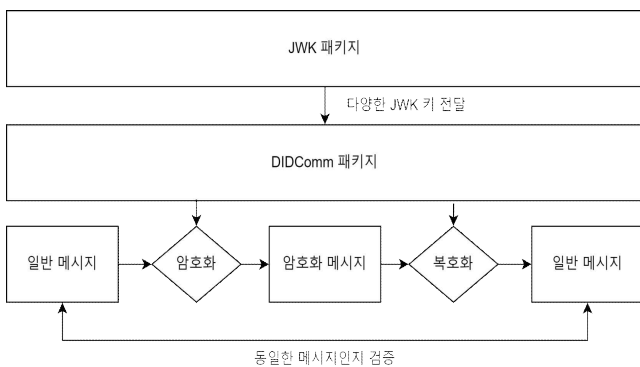 JWK 패키지
다양한 JWK 키 전달
DIDComm 패키지
일반 메시지
암호화
암호화 메시지
복호화
일반 메시지
동일한 메시지인지 검증